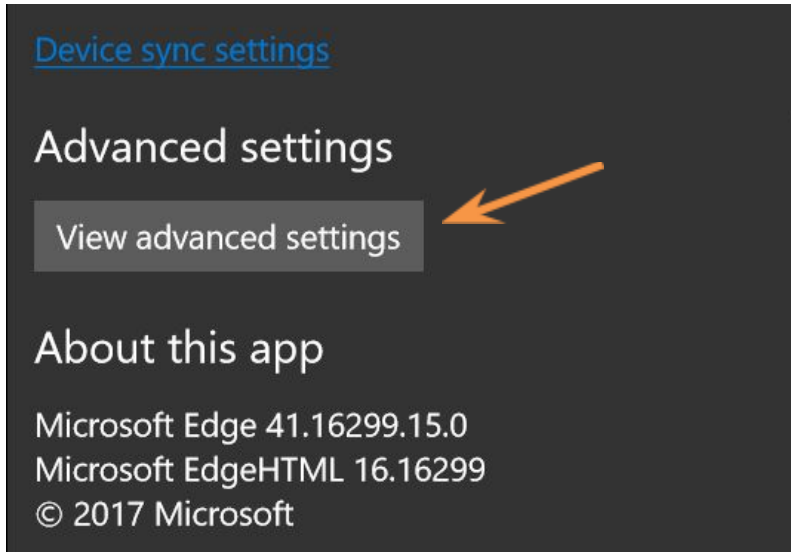 Device sync settings
Advanced settings
View advanced settings
About this app
Microsoft Edge 41.16299.15.0
Microsoft EdgeHTML 16.16299
© 2017 Microsoft